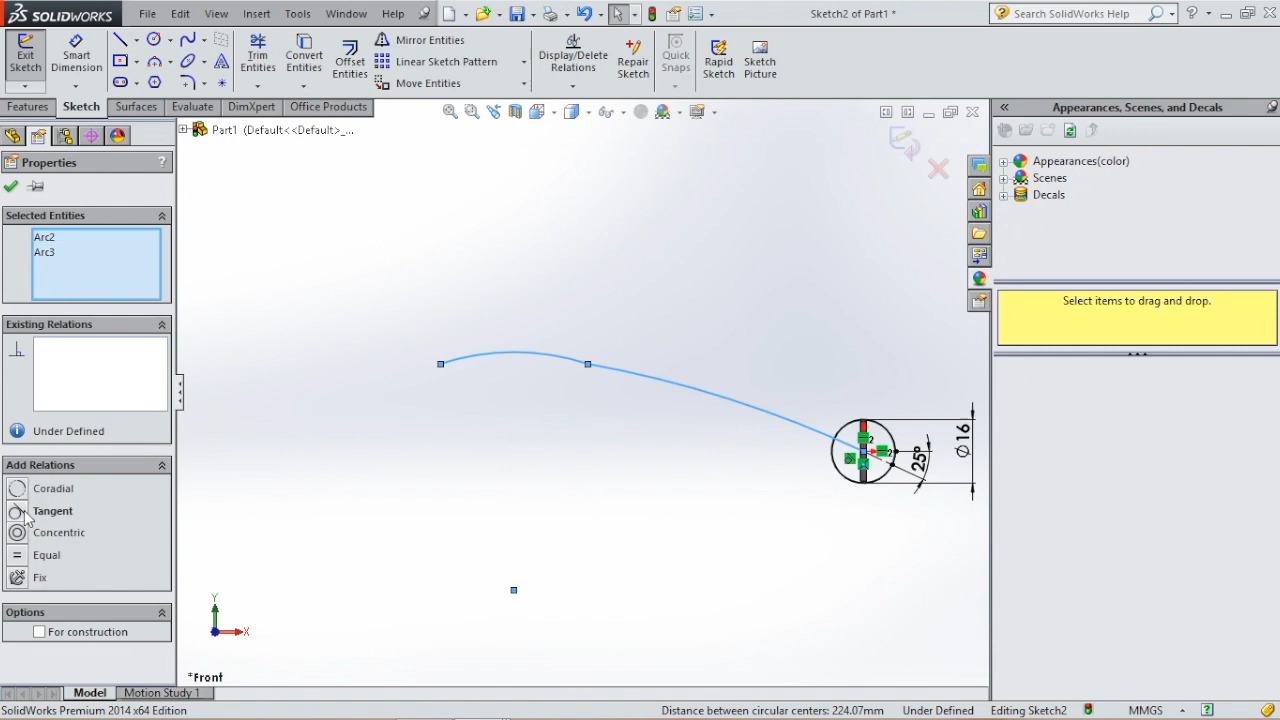 SOLIDWORKS File Edit View Insert Tools Window Help Sketch2 of Part1 * Search SolidWorks Help
Exit Sketch
Smart Dimension
Trim Entities
Convert Entities
Offset Entities
Mirror Entities
Linear Sketch Pattern
Move Entities
Display/Delete Relations
Repair Sketch
Quick Snaps
Rapid Sketch
Sketch Picture
Features Sketch Surfaces Evaluate DimXpert Office Products
Part1 (Default<<Default>_...
Properties ?
Selected Entities
Arc2
Arc3
Existing Relations
Under Defined
Add Relations
Coradial
Tangent
Concentric
Equal
Fix
Options
For construction
Y
X
*Front
2
2
25°
Ø16
Appearances, Scenes, and Decals
Appearances(color)
Scenes
Decals
Select items to drag and drop.
Model Motion Study 1
SolidWorks Premium 2014 x64 Edition Distance between circular centers: 224.07mm Under Defined Editing Sketch2 MMGS ?